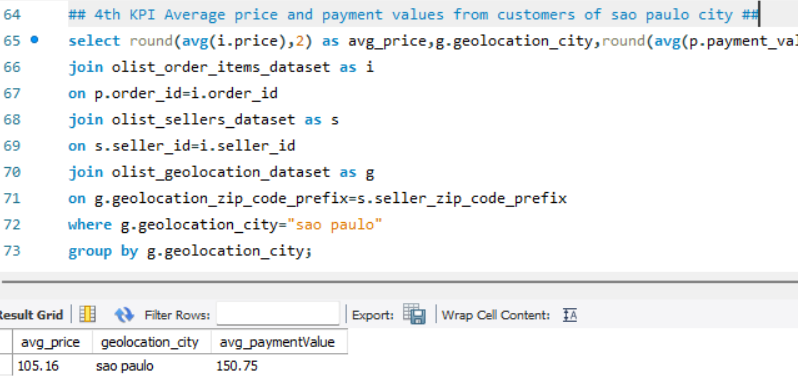 64 ## 4th KPI Average price and payment values from customers of sao paulo city ##
65 select round(avg(i.price),2) as avg_price,g.geolocation_city,round(avg(p.payment_val
66 join olist_order_items_dataset as i
67 on p.order_id=i.order_id
68 join olist_sellers_dataset as s
69 on s.seller_id=i.seller_id
70 join olist_geolocation_dataset as g
71 on g.geolocation_zip_code_prefix=s.seller_zip_code_prefix
72 where g.geolocation_city="sao paulo"
73 group by g.geolocation_city;
Result Grid Filter Rows: Export: Wrap Cell Content: IA
avg_price geolocation_city avg_paymentValue
105.16 sao paulo 150.75